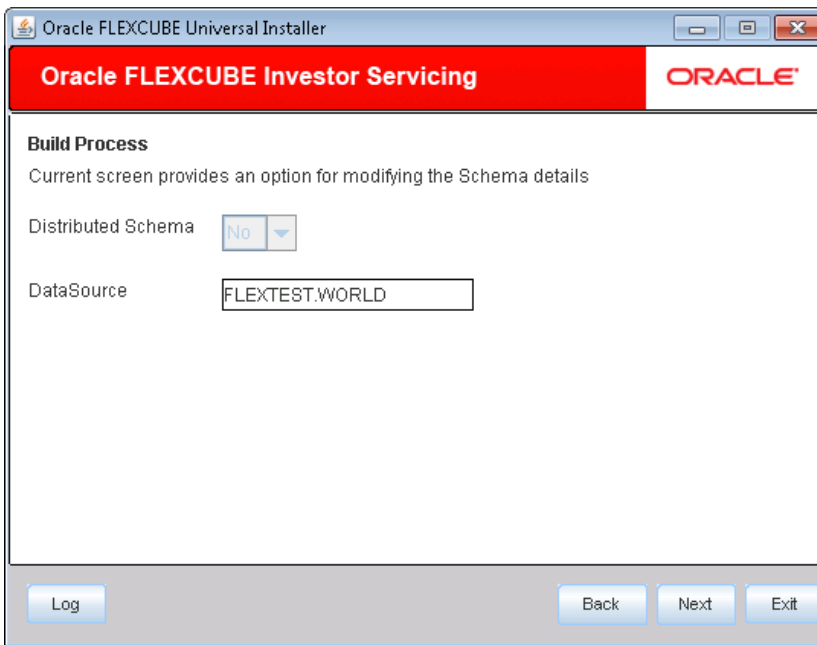 Oracle FLEXCUBE Universal Installer
Oracle FLEXCUBE Investor Servicing
ORACLE
Build Process
Current screen provides an option for modifying the Schema details
Distributed Schema No
DataSource FLEXTEST.WORLD
Log Back Next Exit